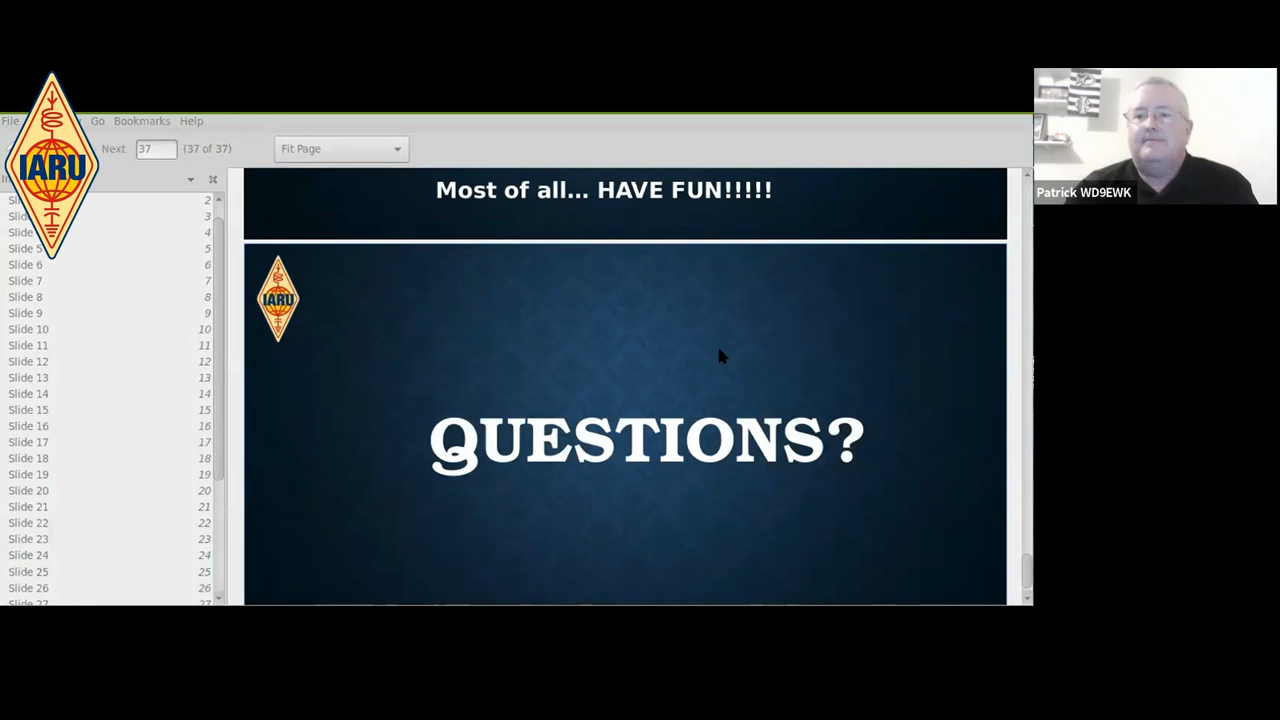 File Go Bookmarks Help
IARU
Next 37 (37 of 37) Fit Page
2
3
Slide 4
Slide 5 5
Slide 6 6
Slide 7 7
Slide 8 8
Slide 9 9
Slide 10 10
Slide 11 11
Slide 12 12
Slide 13 13
Slide 14 14
Slide 15 15
Slide 16 16
Slide 17 17
Slide 18 18
Slide 19 19
Slide 20 20
Slide 21 21
Slide 22 22
Slide 23 23
Slide 24 24
Slide 25 25
Slide 26 26
Most of all... HAVE FUN!!!!!
IARU
QUESTIONS?
Patrick WD9EWK